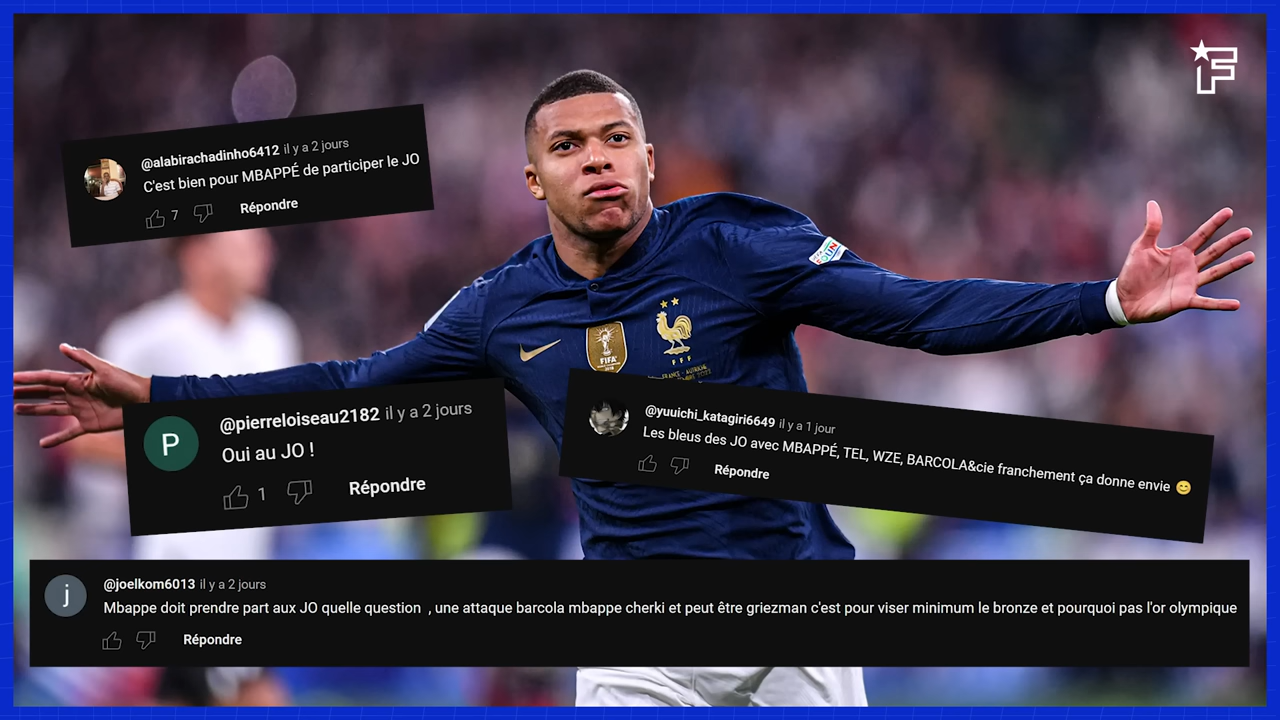 @alabirachadinho6412 il y a 2 jours
C'est bien pour MBAPPÉ de participer le JO
7 Répondre
FIFA
2018
FFF
P
@pierreloiseau2182 il y a 2 jours
Oui au JO !
1 Répondre
@yuuichi_katagiri6649 il y a 1 jour
Les bleus des JO avec MBAPPÉ, TEL, WZE, BARCOLA&cie franchement ça donne envie 😊
Répondre
j
@joelkom6013 il y a 2 jours
Mbappe doit prendre part aux JO quelle question , une attaque barcola mbappe cherki et peut être griezman c'est pour viser minimum le bronze et pourquoi pas l'or olympique
Répondre